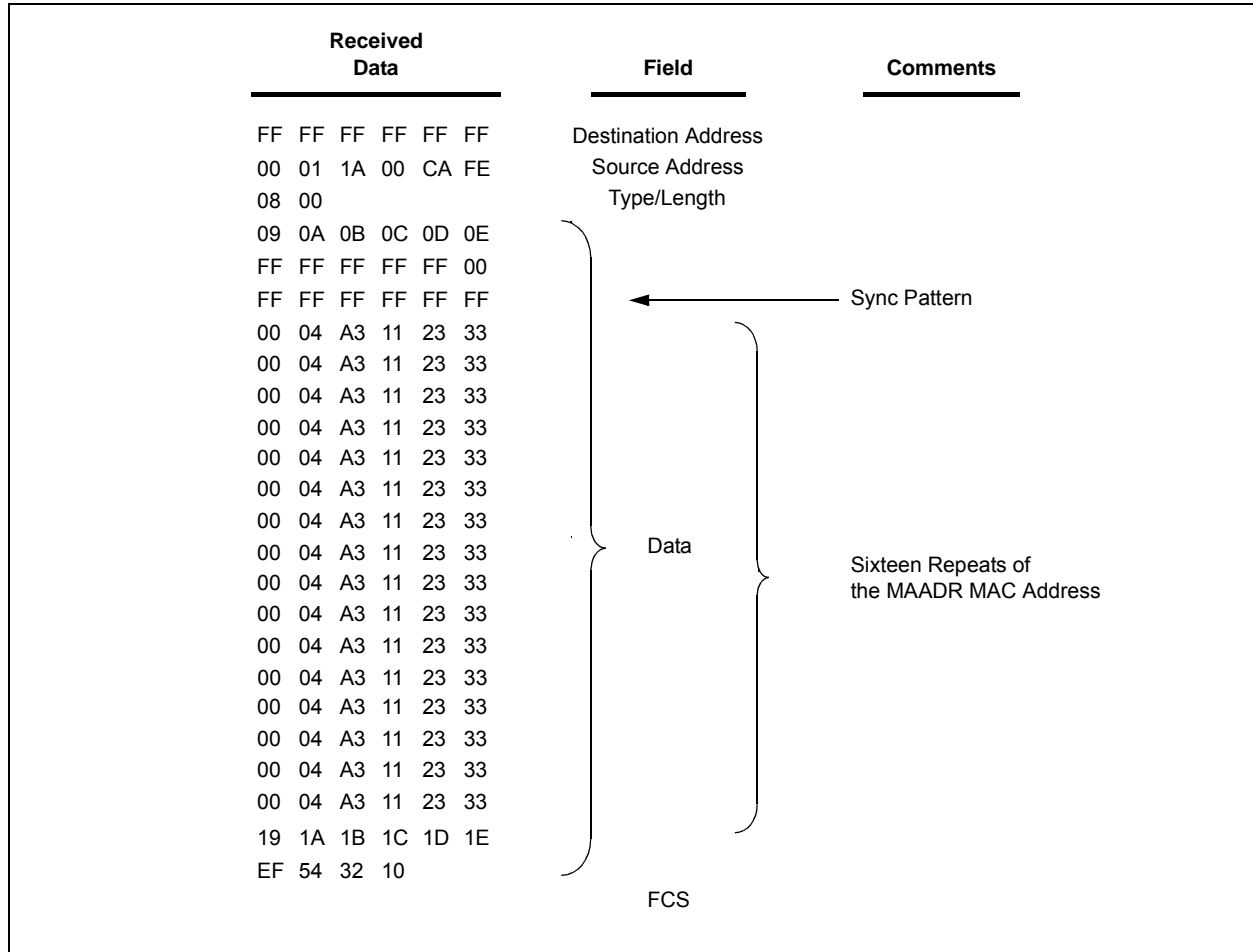 Received Data Field Comments
FF FF FF FF FF FF Destination Address
00 01 1A 00 CA FE Source Address
08 00 Type/Length
09 0A 0B 0C 0D 0E
FF FF FF FF FF 00
FF FF FF FF FF FF Sync Pattern
00 04 A3 11 23 33
00 04 A3 11 23 33
00 04 A3 11 23 33
00 04 A3 11 23 33
00 04 A3 11 23 33
00 04 A3 11 23 33
00 04 A3 11 23 33
00 04 A3 11 23 33 Data
00 04 A3 11 23 33 Sixteen Repeats of the MAADR MAC Address
00 04 A3 11 23 33
00 04 A3 11 23 33
00 04 A3 11 23 33
00 04 A3 11 23 33
00 04 A3 11 23 33
00 04 A3 11 23 33
00 04 A3 11 23 33
19 1A 1B 1C 1D 1E
EF 54 32 10
FCS